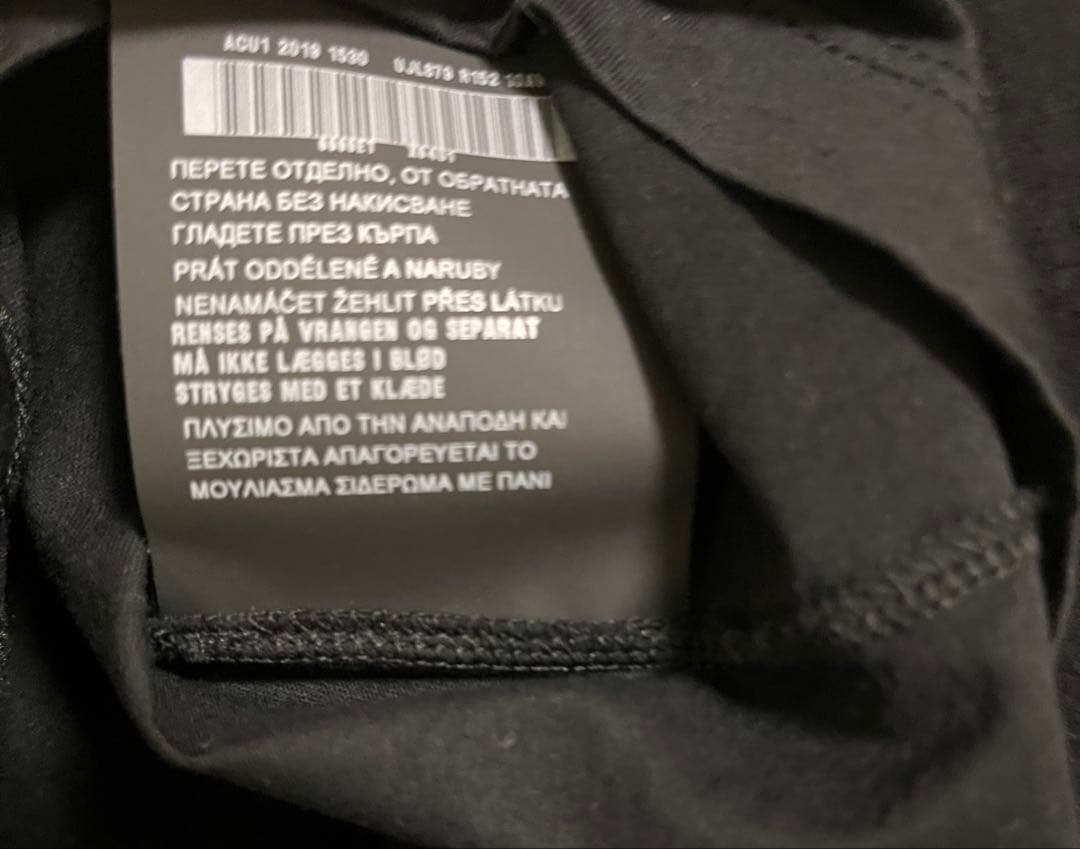 ACU1 2019 1530 UJL879 R152
ПЕРЕТЕ ОТДЕЛНО, ОТ ОБРАТНАТА
СТРАНА БЕЗ НАКИСВАНЕ
ГЛАДЕТЕ ПРЕЗ КЪРПА
PRÁT ODDĚLENĚ A NARUBY
NENAMÁČET ŽEHLIT PŘES LÁTKU
RENSES PÅ VRANGEN OG SEPARAT
MÅ IKKE LÆGGES I BLØD
STRYGES MED ET KLÆDE
ΠΛΥΣΙΜΟ ΑΠΟ ΤΗΝ ΑΝΑΠΟΔΗ ΚΑΙ
ΞΕΧΩΡΙΣΤΑ ΑΠΑΓΟΡΕΥΕΤΑΙ ΤΟ
ΜΟΥΛΙΑΣΜΑ ΣΙΔΕΡΩΜΑ ΜΕ ΠΑΝΙ